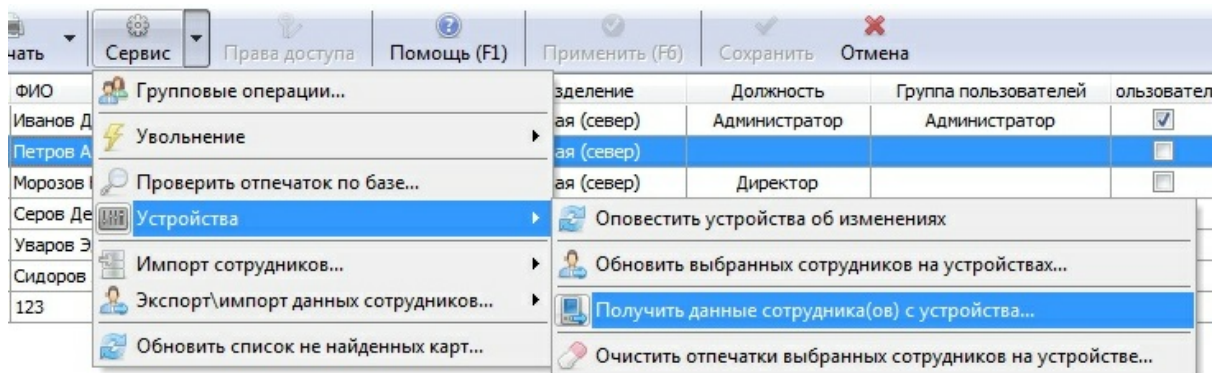 чать Сервис Права доступа Помощь (F1) Применить (F6) Сохранить Отмена
ФИО Групповые операции... зделение Должность Группа пользователей ользовател
Иванов Д ая (север) Администратор Администратор
Увольнение
Петров А ая (север)
Морозов Проверить отпечаток по базе... ая (север) Директор
Серов Де Устройства Оповестить устройства об изменениях
Уваров Э
Сидоров Импорт сотрудников... Обновить выбранных сотрудников на устройствах...
123 Экспорт\импорт данных сотрудников... Получить данные сотрудника(ов) с устройства...
Обновить список не найденных карт... Очистить отпечатки выбранных сотрудников на устройстве...